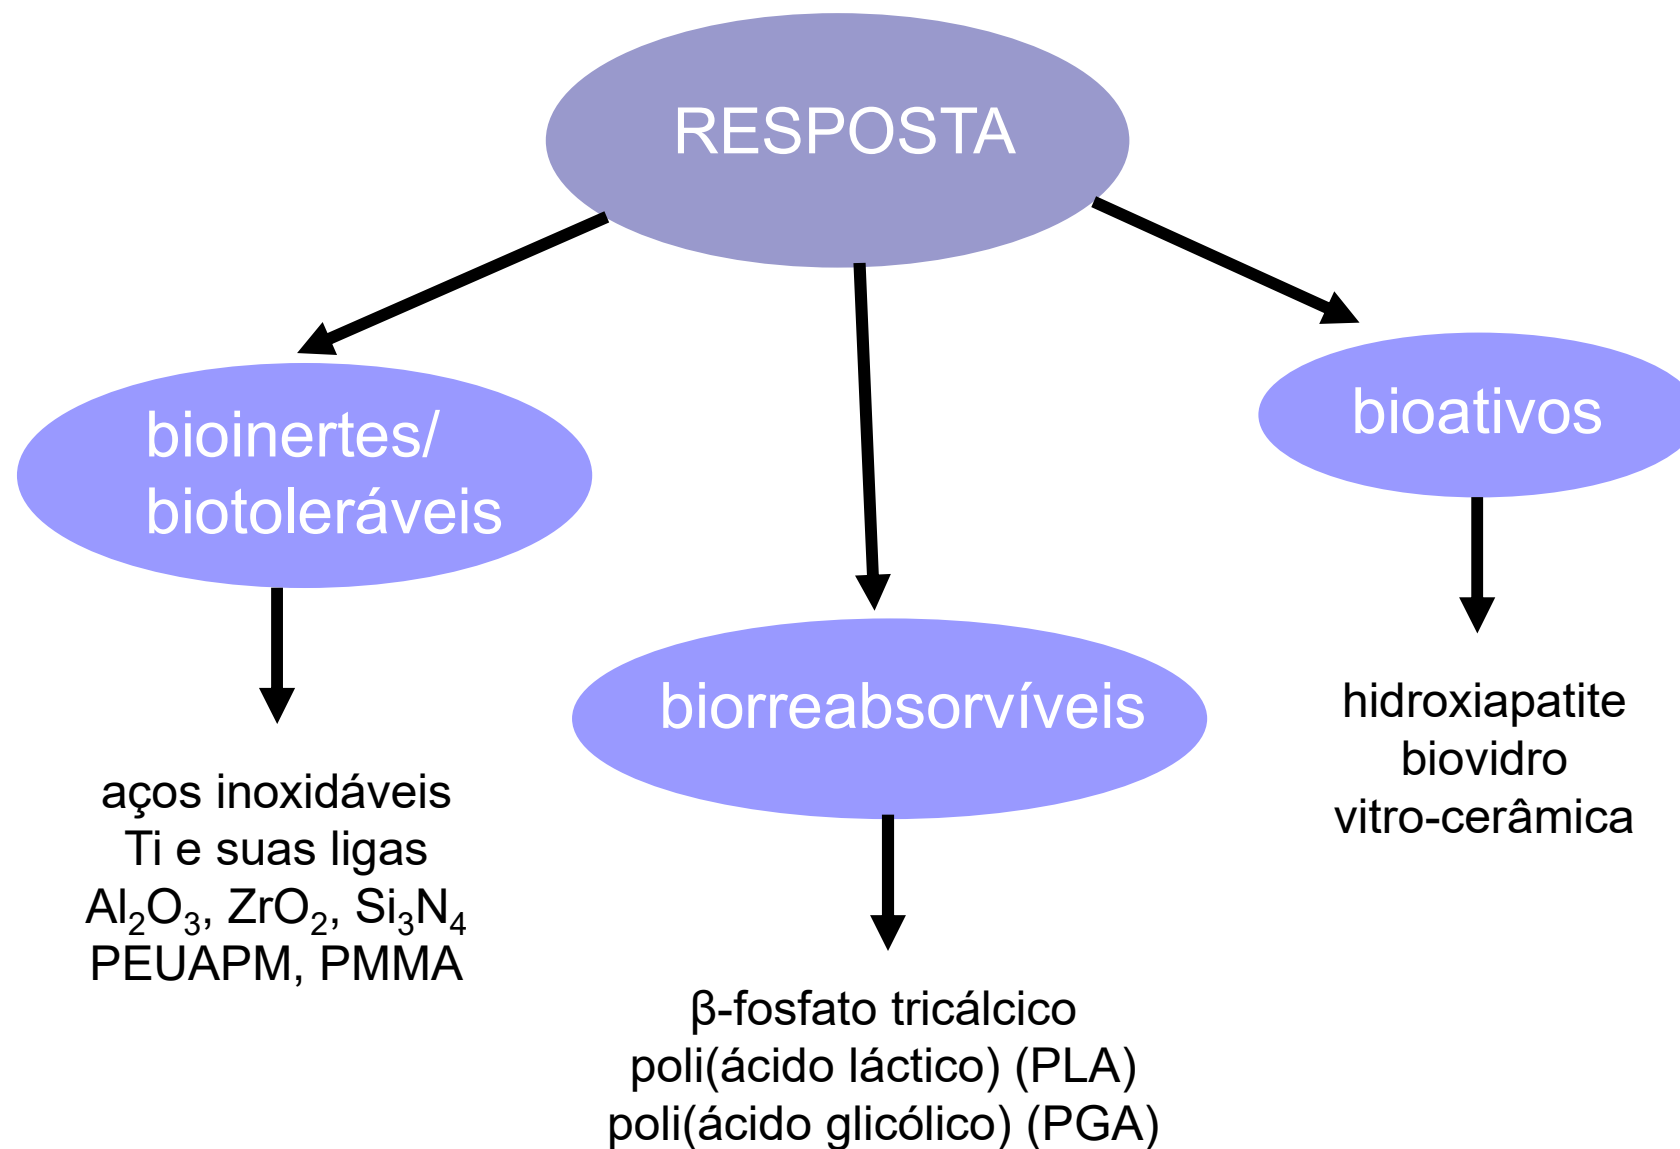 RESPOSTA
bioinertes/
biotoleráveis
aços inoxidáveis
Ti e suas ligas
Al₂O₃, ZrO₂, Si₃N₄
PEUAPM, PMMA
biorreabsorvíveis
β-fosfato tricálcico
poli(ácido láctico) (PLA)
poli(ácido glicólico) (PGA)
bioativos
hidroxiapatite
biovidro
vitro-cerâmica